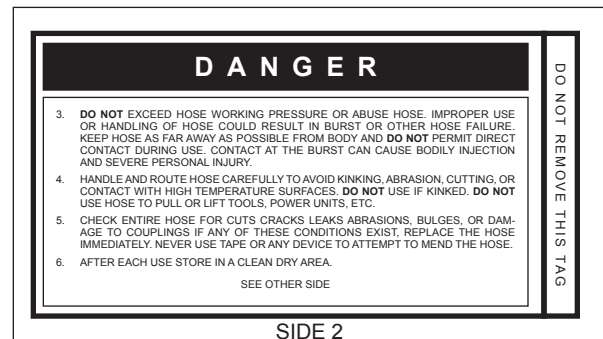 D A N G E R
3. DO NOT EXCEED HOSE WORKING PRESSURE OR ABUSE HOSE. IMPROPER USE
OR HANDLING OF HOSE COULD RESULT IN BURST OR OTHER HOSE FAILURE.
KEEP HOSE AS FAR AWAY AS POSSIBLE FROM BODY AND DO NOT PERMIT DIRECT
CONTACT DURING USE. CONTACT AT THE BURST CAN CAUSE BODILY INJECTION
AND SEVERE PERSONAL INJURY.
4. HANDLE AND ROUTE HOSE CAREFULLY TO AVOID KINKING, ABRASION, CUTTING, OR
CONTACT WITH HIGH TEMPERATURE SURFACES. DO NOT USE IF KINKED. DO NOT
USE HOSE TO PULL OR LIFT TOOLS, POWER UNITS, ETC.
5. CHECK ENTIRE HOSE FOR CUTS CRACKS LEAKS ABRASIONS, BULGES, OR DAM-
AGE TO COUPLINGS IF ANY OF THESE CONDITIONS EXIST, REPLACE THE HOSE
IMMEDIATELY. NEVER USE TAPE OR ANY DEVICE TO ATTEMPT TO MEND THE HOSE.
6. AFTER EACH USE STORE IN A CLEAN DRY AREA.
SEE OTHER SIDE
DO NOT REMOVE THIS TAG
SIDE 2